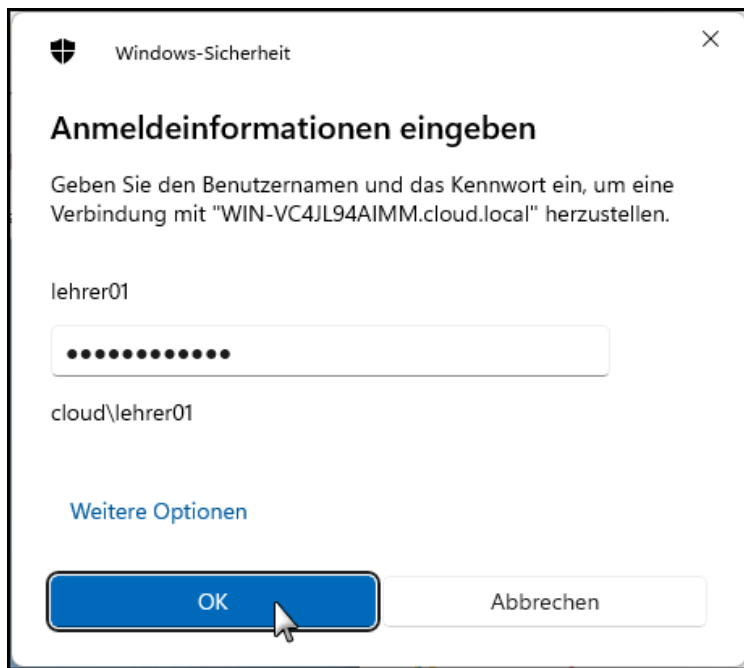 Windows-Sicherheit
Anmeldeinformationen eingeben
Geben Sie den Benutzernamen und das Kennwort ein, um eine
Verbindung mit "WIN-VC4JL94AIMM.cloud.local" herzustellen.
lehrer01
●●●●●●●●●●●●
cloud\lehrer01
Weitere Optionen
OK
Abbrechen